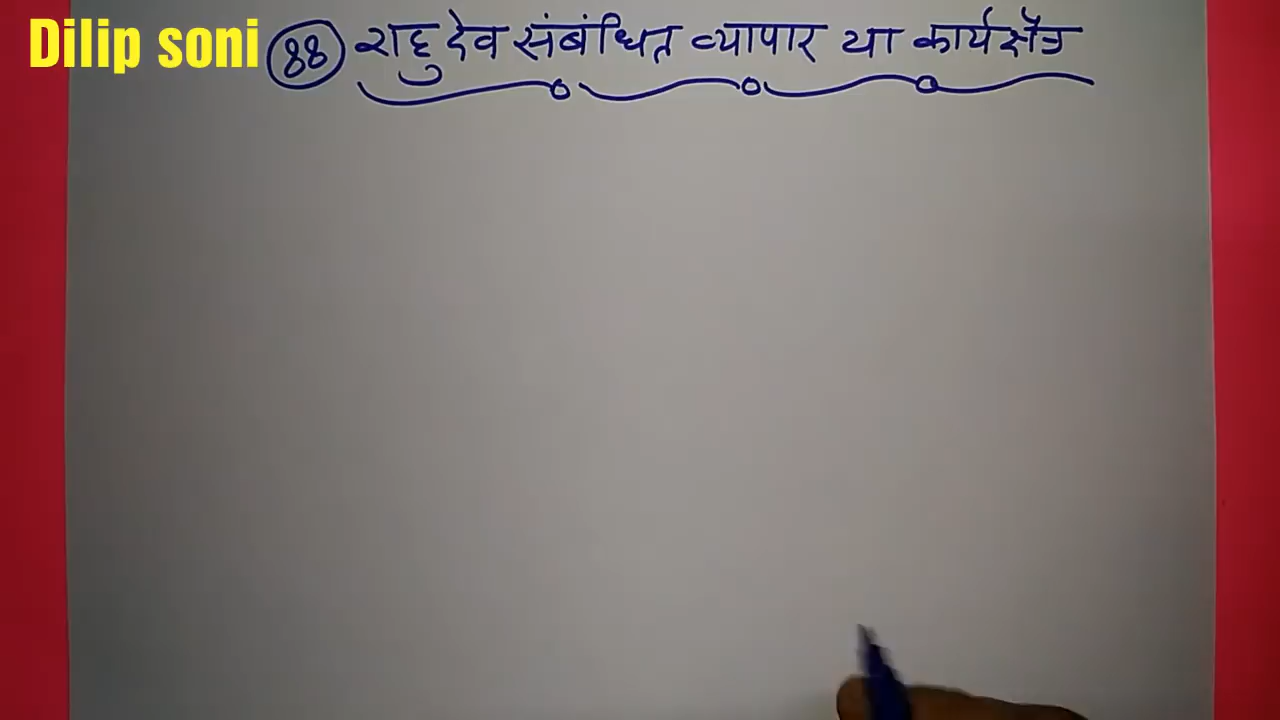 Dilip soni
88 राहु देव संबंधित व्यापार या कार्यक्षेत्र